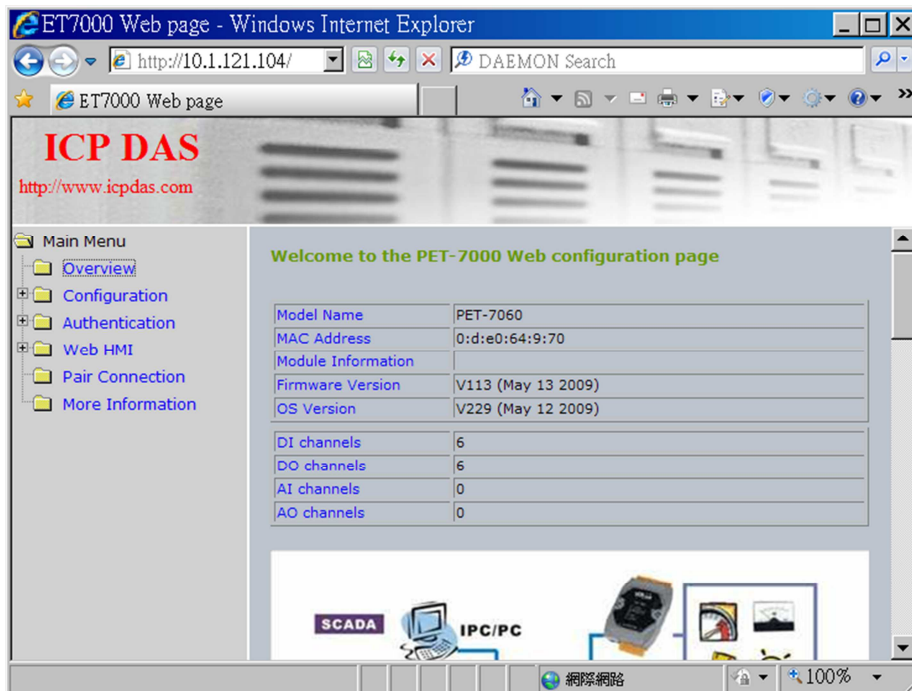 ET7000 Web page - Windows Internet Explorer
http://10.1.121.104/
DAEMON Search
ET7000 Web page
ICP DAS
http://www.icpdas.com
Main Menu
Overview
Configuration
Authentication
Web HMI
Pair Connection
More Information
Welcome to the PET-7000 Web configuration page
Model Name PET-7060
MAC Address 0:d:e0:64:9:70
Module Information
Firmware Version V113 (May 13 2009)
OS Version V229 (May 12 2009)
DI channels 6
DO channels 6
AI channels 0
AO channels 0
SCADA
IPC/PC
網際網路
100%